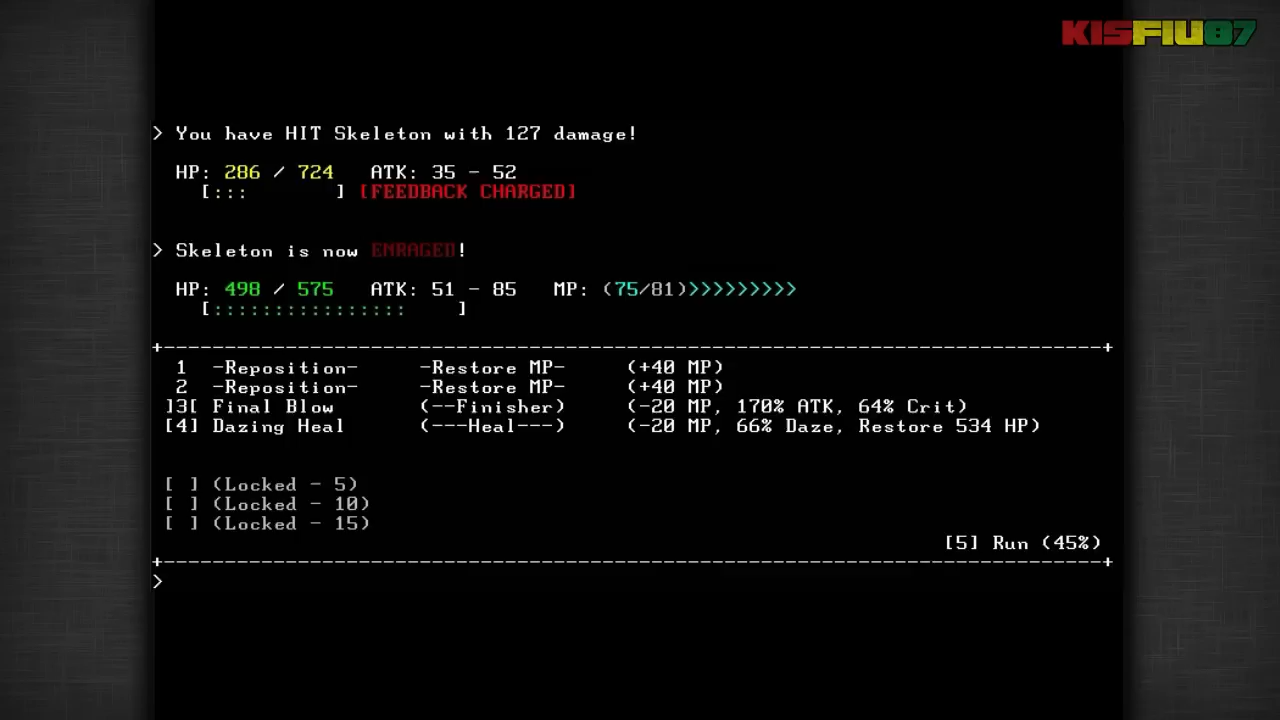 KISFIU87
> You have HIT Skeleton with 127 damage!
HP: 286 / 724 ATK: 35 - 52
[::: ] [FEEDBACK CHARGED]
> Skeleton is now ENRAGED!
HP: 498 / 575 ATK: 51 - 85 MP: (75/81)>>>>>>>>>
[:::::::::::::::: ]
+------------------------------------------------------------------------------+
1 -Reposition- -Restore MP- (+40 MP)
2 -Reposition- -Restore MP- (+40 MP)
]3[ Final Blow (--Finisher) (-20 MP, 170% ATK, 64% Crit)
[4] Dazing Heal (---Heal---) (-20 MP, 66% Daze, Restore 534 HP)
[ ] (Locked - 5)
[ ] (Locked - 10)
[ ] (Locked - 15)
[5] Run (45%)
+------------------------------------------------------------------------------+
>